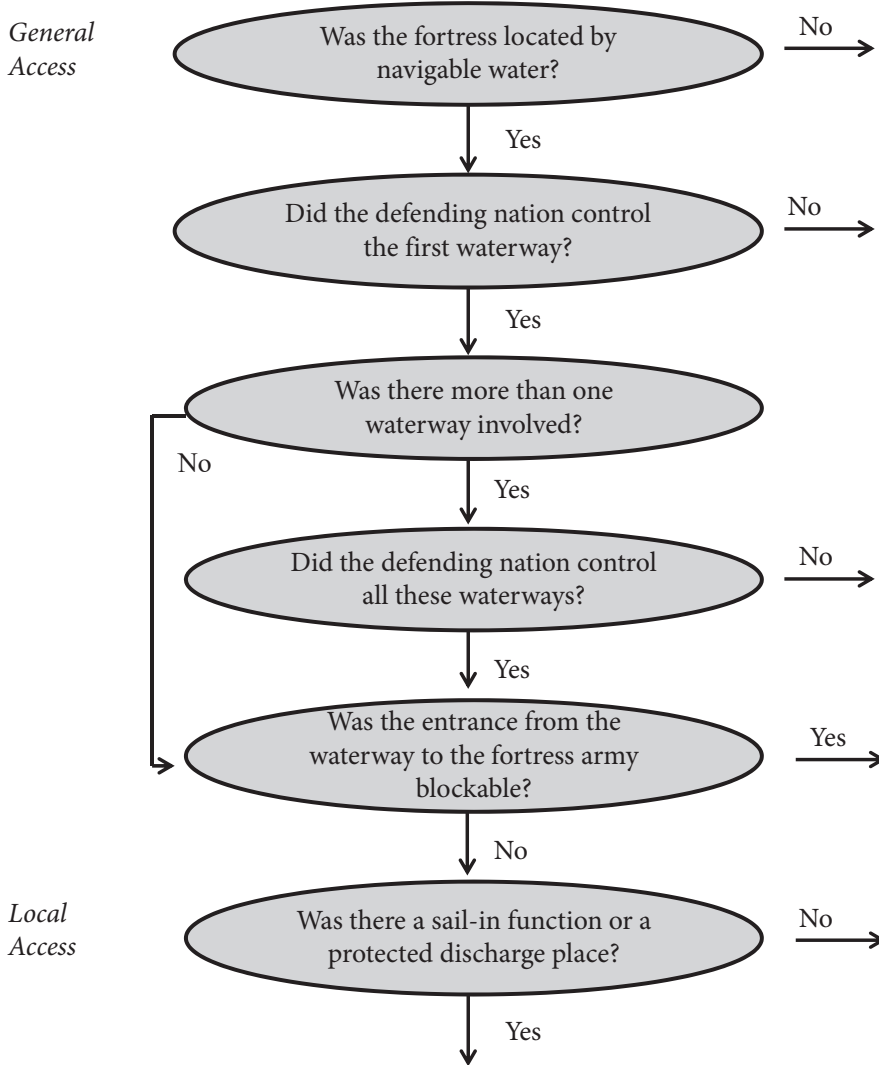 General
Access
Was the fortress located by
navigable water?
No
Yes
Did the defending nation control
the first waterway?
No
Yes
Was there more than one
waterway involved?
No
Yes
Did the defending nation control
all these waterways?
No
Yes
Was the entrance from the
waterway to the fortress army
blockable?
Yes
No
Local
Access
Was there a sail-in function or a
protected discharge place?
No
Yes